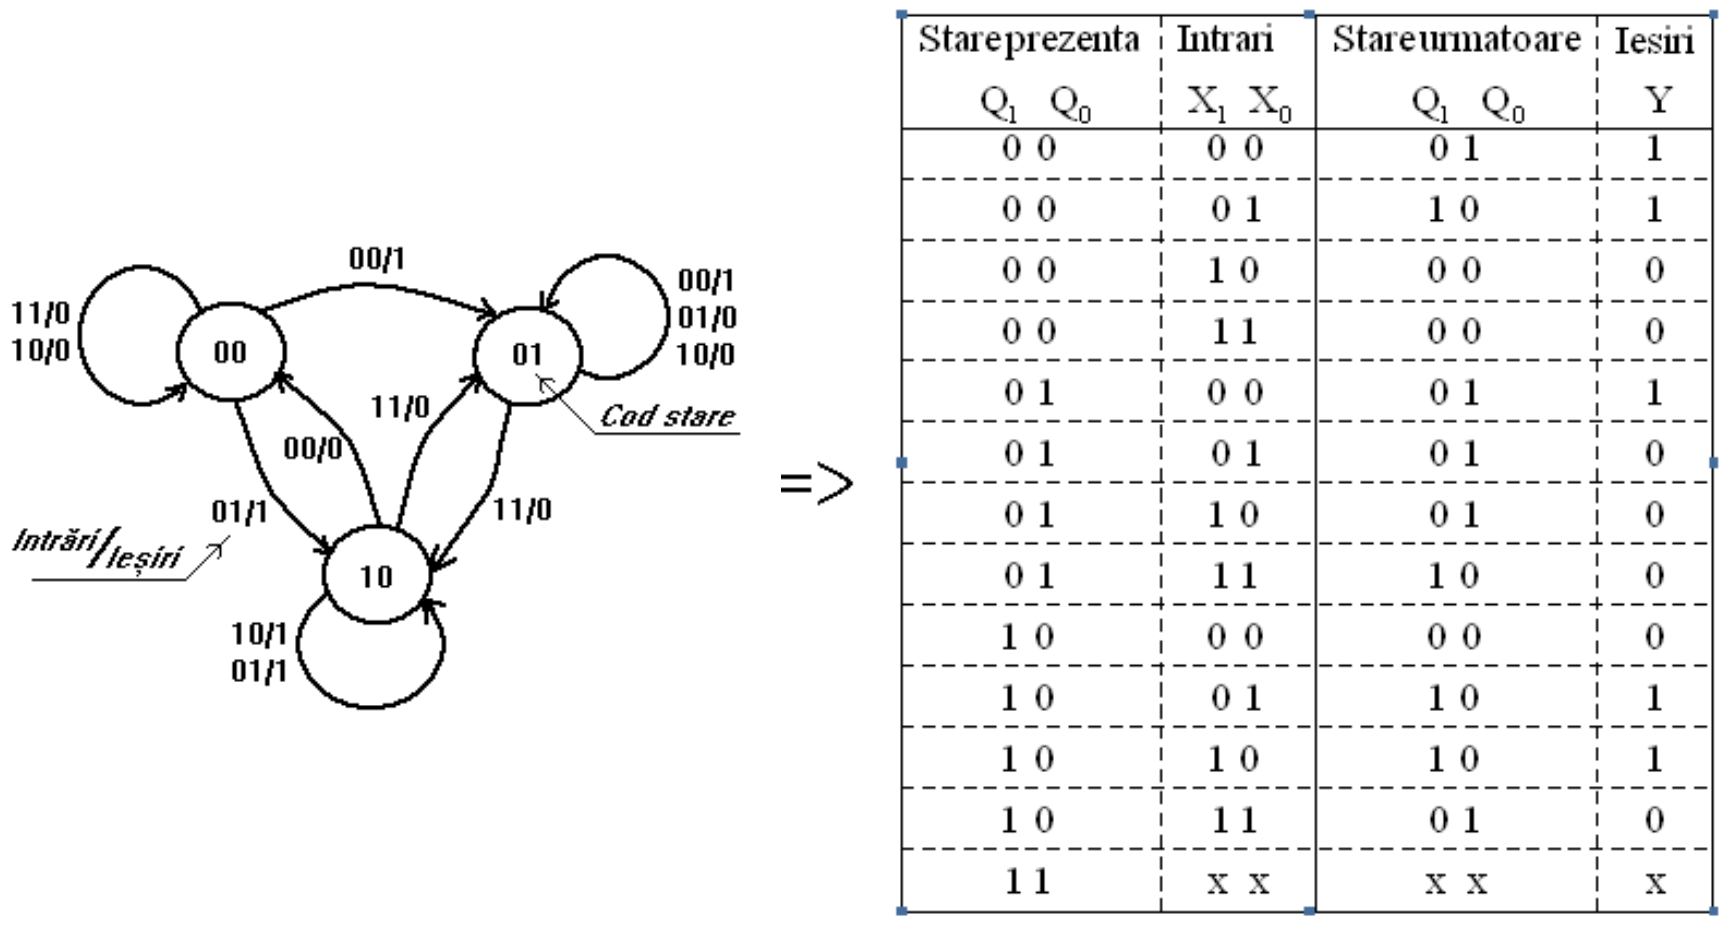 00/1
11/0
10/0
00
01
00/1
01/0
10/0
11/0
Cod stare
00/0
01/1
11/0
Intrări/Ieșiri
10
10/1
01/1
=>
Stare prezenta Intrari Stare urmatoare Iesiri
Q1 Q0 X1 X0 Q1 Q0 Y
0 0 0 0 0 1 1
0 0 0 1 1 0 1
0 0 1 0 0 0 0
0 0 1 1 0 0 0
0 1 0 0 0 1 1
0 1 0 1 0 1 0
0 1 1 0 0 1 0
0 1 1 1 1 0 0
1 0 0 0 0 0 0
1 0 0 1 1 0 1
1 0 1 0 1 0 1
1 0 1 1 0 1 0
1 1 x x x x x